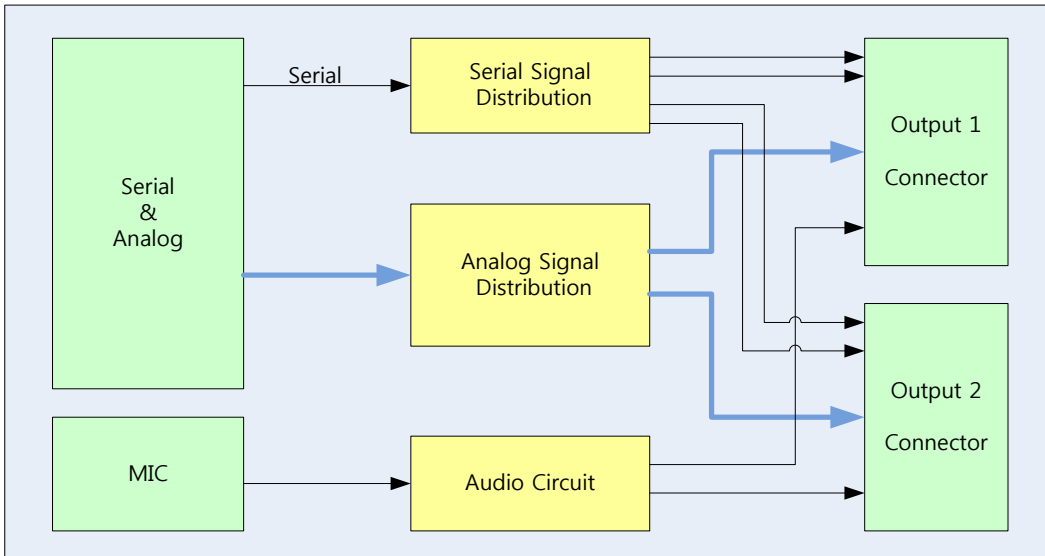 Serial
&
Analog
Serial
Serial Signal
Distribution
Output 1
Connector
Analog Signal
Distribution
Output 2
Connector
MIC
Audio Circuit